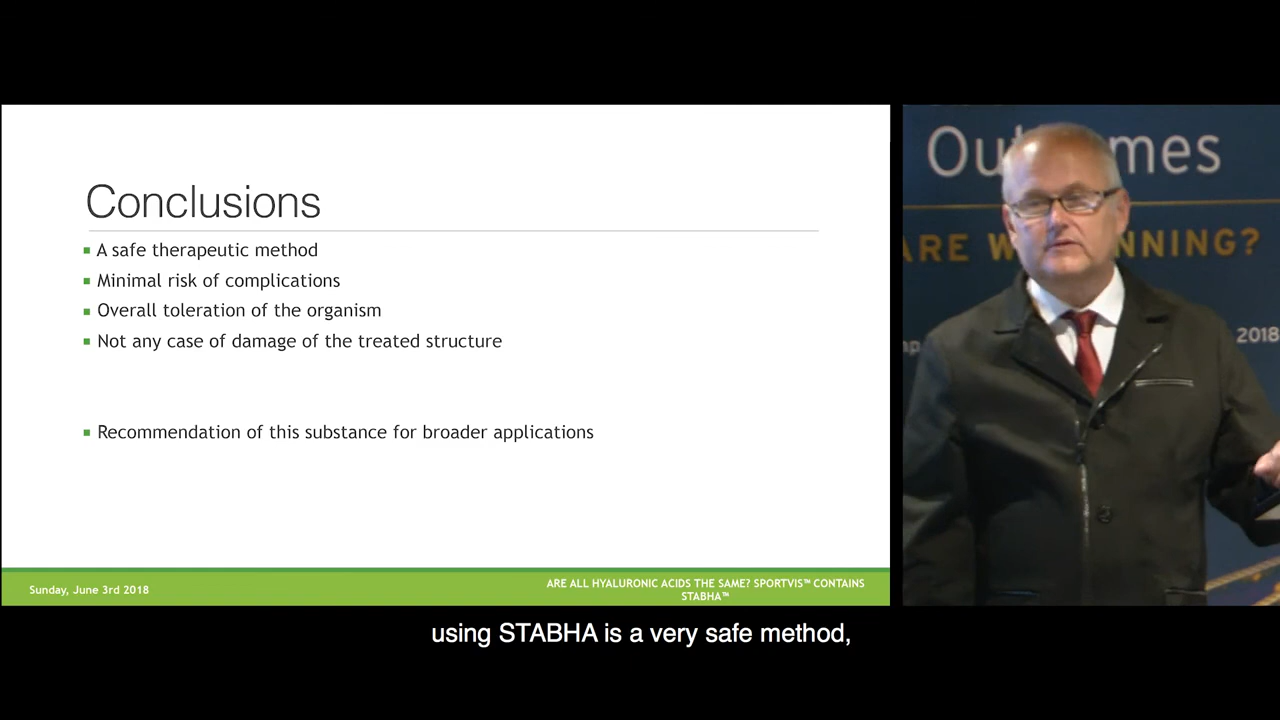 Conclusions
A safe therapeutic method
Minimal risk of complications
Overall toleration of the organism
Not any case of damage of the treated structure
Recommendation of this substance for broader applications
Sunday, June 3rd 2018
ARE ALL HYALURONIC ACIDS THE SAME? SPORTVIS™ CONTAINS
STABHA™
ARE
NNING?
2018
using STABHA is a very safe method,